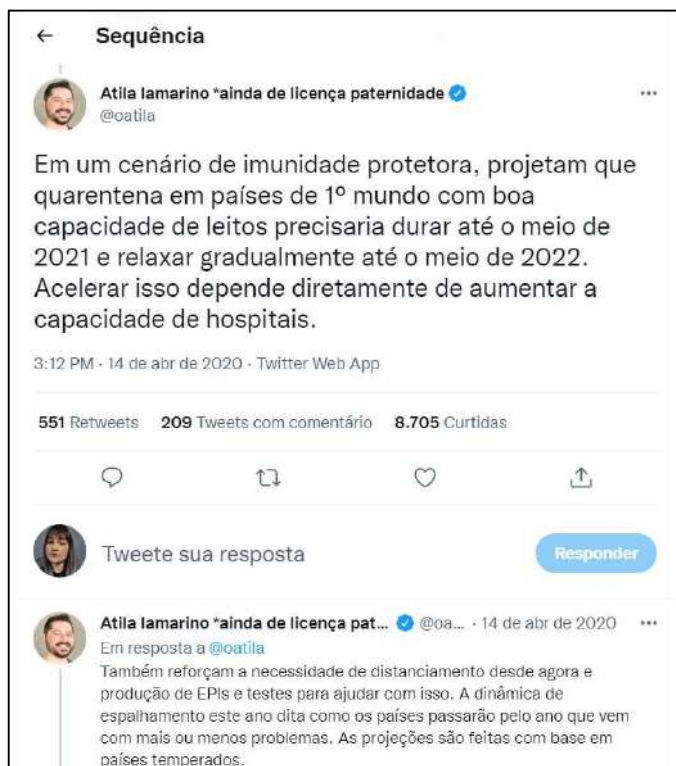 Sequência
Atila Iamarino *ainda de licença paternidade
@oatila
Em um cenário de imunidade protetora, projetam que
quarentena em países de 1º mundo com boa
capacidade de leitos precisaria durar até o meio de
2021 e relaxar gradualmente até o meio de 2022.
Acelerar isso depende diretamente de aumentar a
capacidade de hospitais.
3:12 PM · 14 de abr de 2020 · Twitter Web App
551 Retweets 209 Tweets com comentário 8.705 Curtidas
Tweete sua resposta
Responder
Atila Iamarino *ainda de licença pat... @oa... · 14 de abr de 2020
Em resposta a @oatila
Também reforçam a necessidade de distanciamento desde agora e
produção de EPIs e testes para ajudar com isso. A dinâmica de
espalhamento este ano dita como os países passarão pelo ano que vem
com mais ou menos problemas. As projeções são feitas com base em
países temperados.